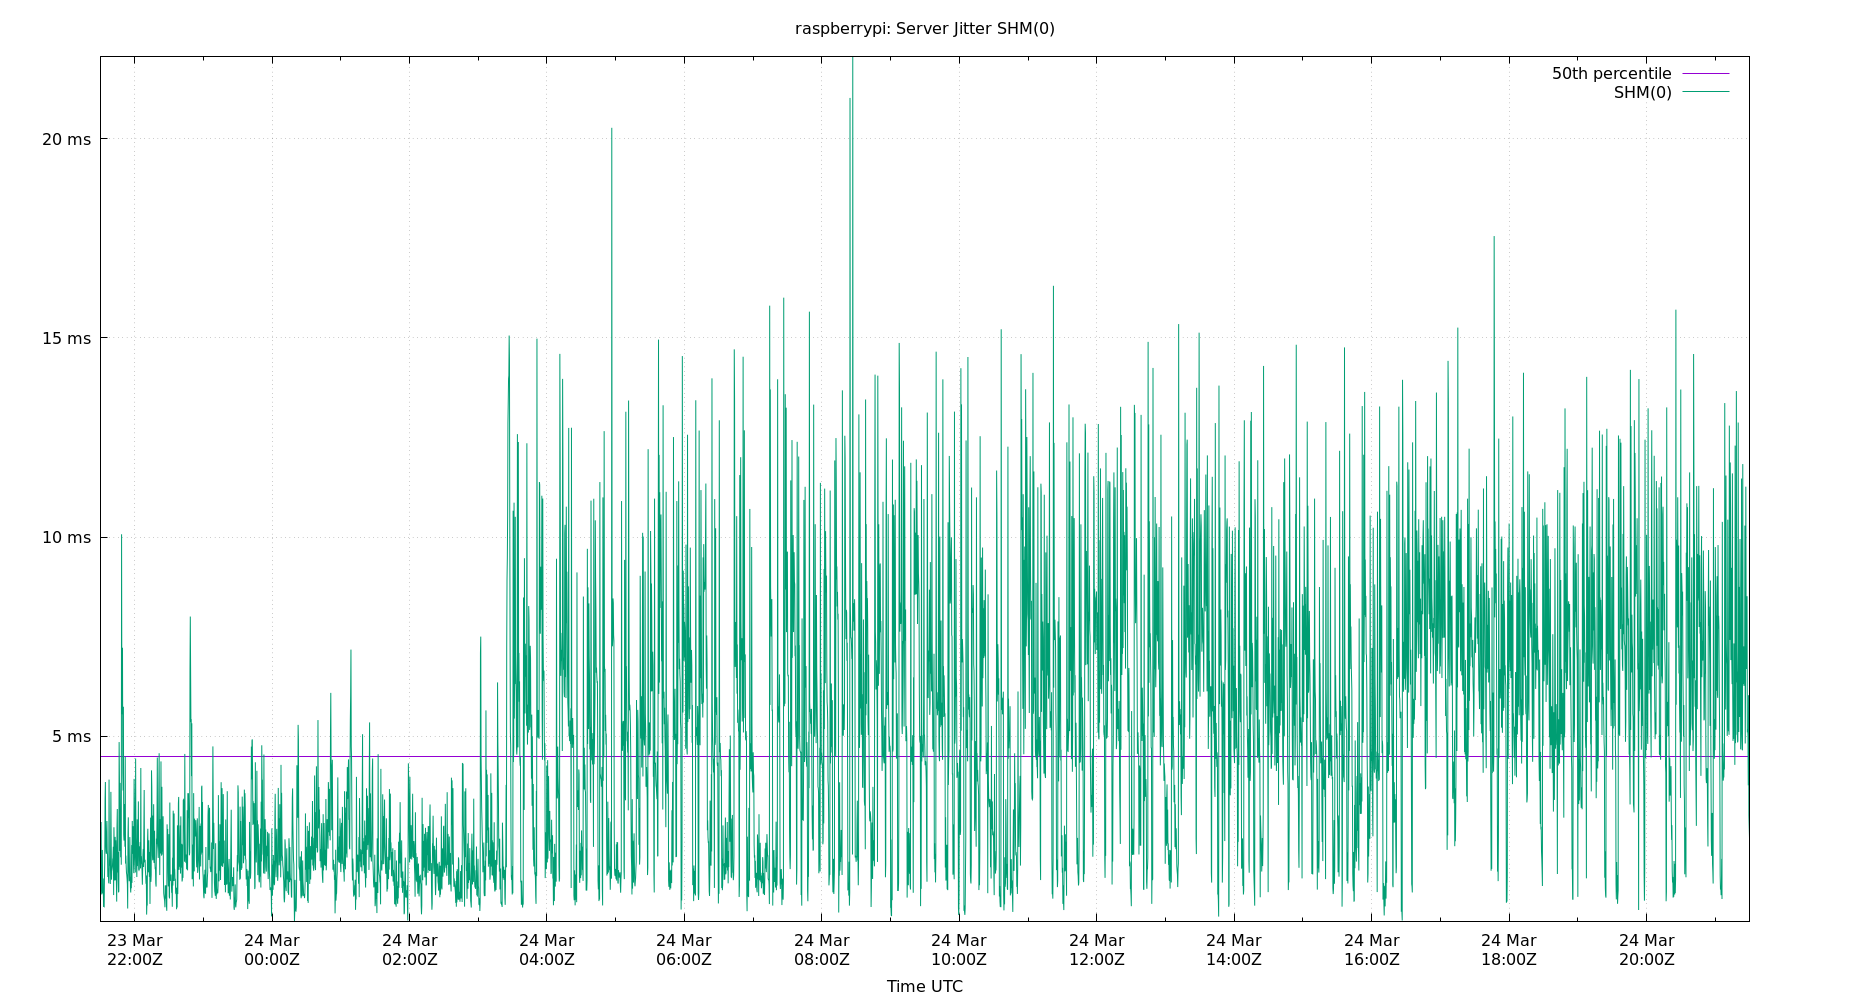 raspberrypi: Server Jitter SHM(0)
50th percentile
SHM(0)
20 ms
15 ms
10 ms
5 ms
23 Mar 24 Mar 24 Mar 24 Mar 24 Mar 24 Mar 24 Mar 24 Mar 24 Mar 24 Mar 24 Mar 24 Mar
22:00Z 00:00Z 02:00Z 04:00Z 06:00Z 08:00Z 10:00Z 12:00Z 14:00Z 16:00Z 18:00Z 20:00Z
Time UTC